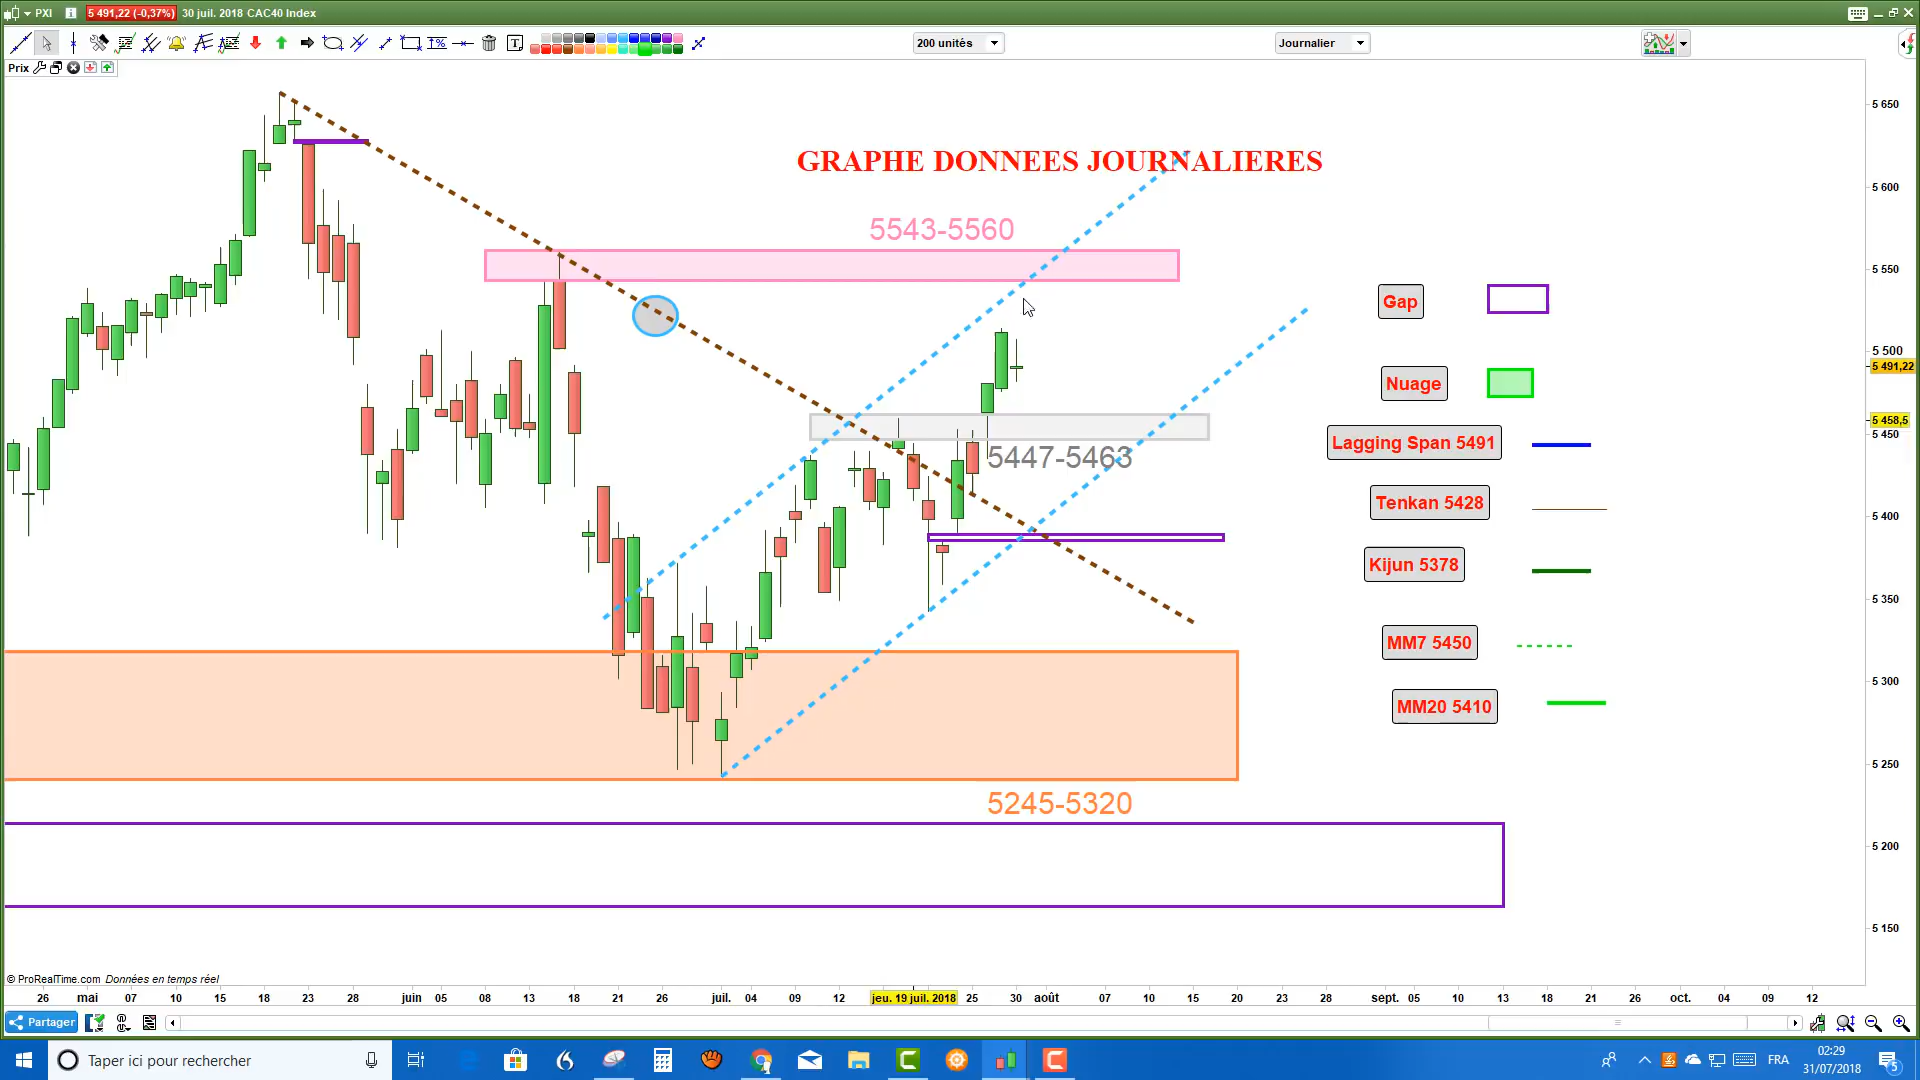 PXI 5 491,22 (-0,37%) 30 juil. 2018 CAC40 Index
200 unités
Journalier
Prix
GRAPHE DONNEES JOURNALIERES
5543-5560
5447-5463
5245-5320
Gap
Nuage
Lagging Span 5491
Tenkan 5428
Kijun 5378
MM7 5450
MM20 5410
5 650
5 600
5 550
5 500
5 491,22
5 458,5
5 450
5 400
5 350
5 300
5 250
5 200
5 150
© ProRealTime.com Données en temps réel
26 mai 07 10 15 18 23 28 juin 05 08 13 18 21 26 juil. 04 09 12 jeu. 19 juil. 2018 25 30 août 07 10 15 20 23 28 sept. 05 10 13 18 21 26 oct. 04 09 12
Partager
Taper ici pour rechercher
FRA
02:29
31/07/2018
5